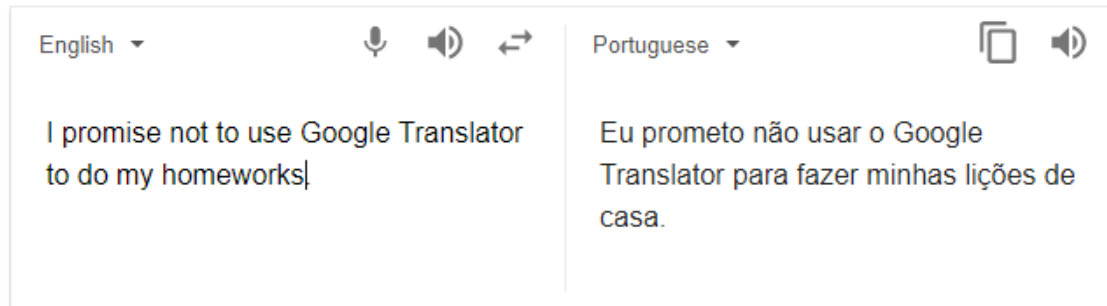 English
Portuguese
I promise not to use Google Translator
to do my homeworks.
Eu prometo não usar o Google
Translator para fazer minhas lições de
casa.